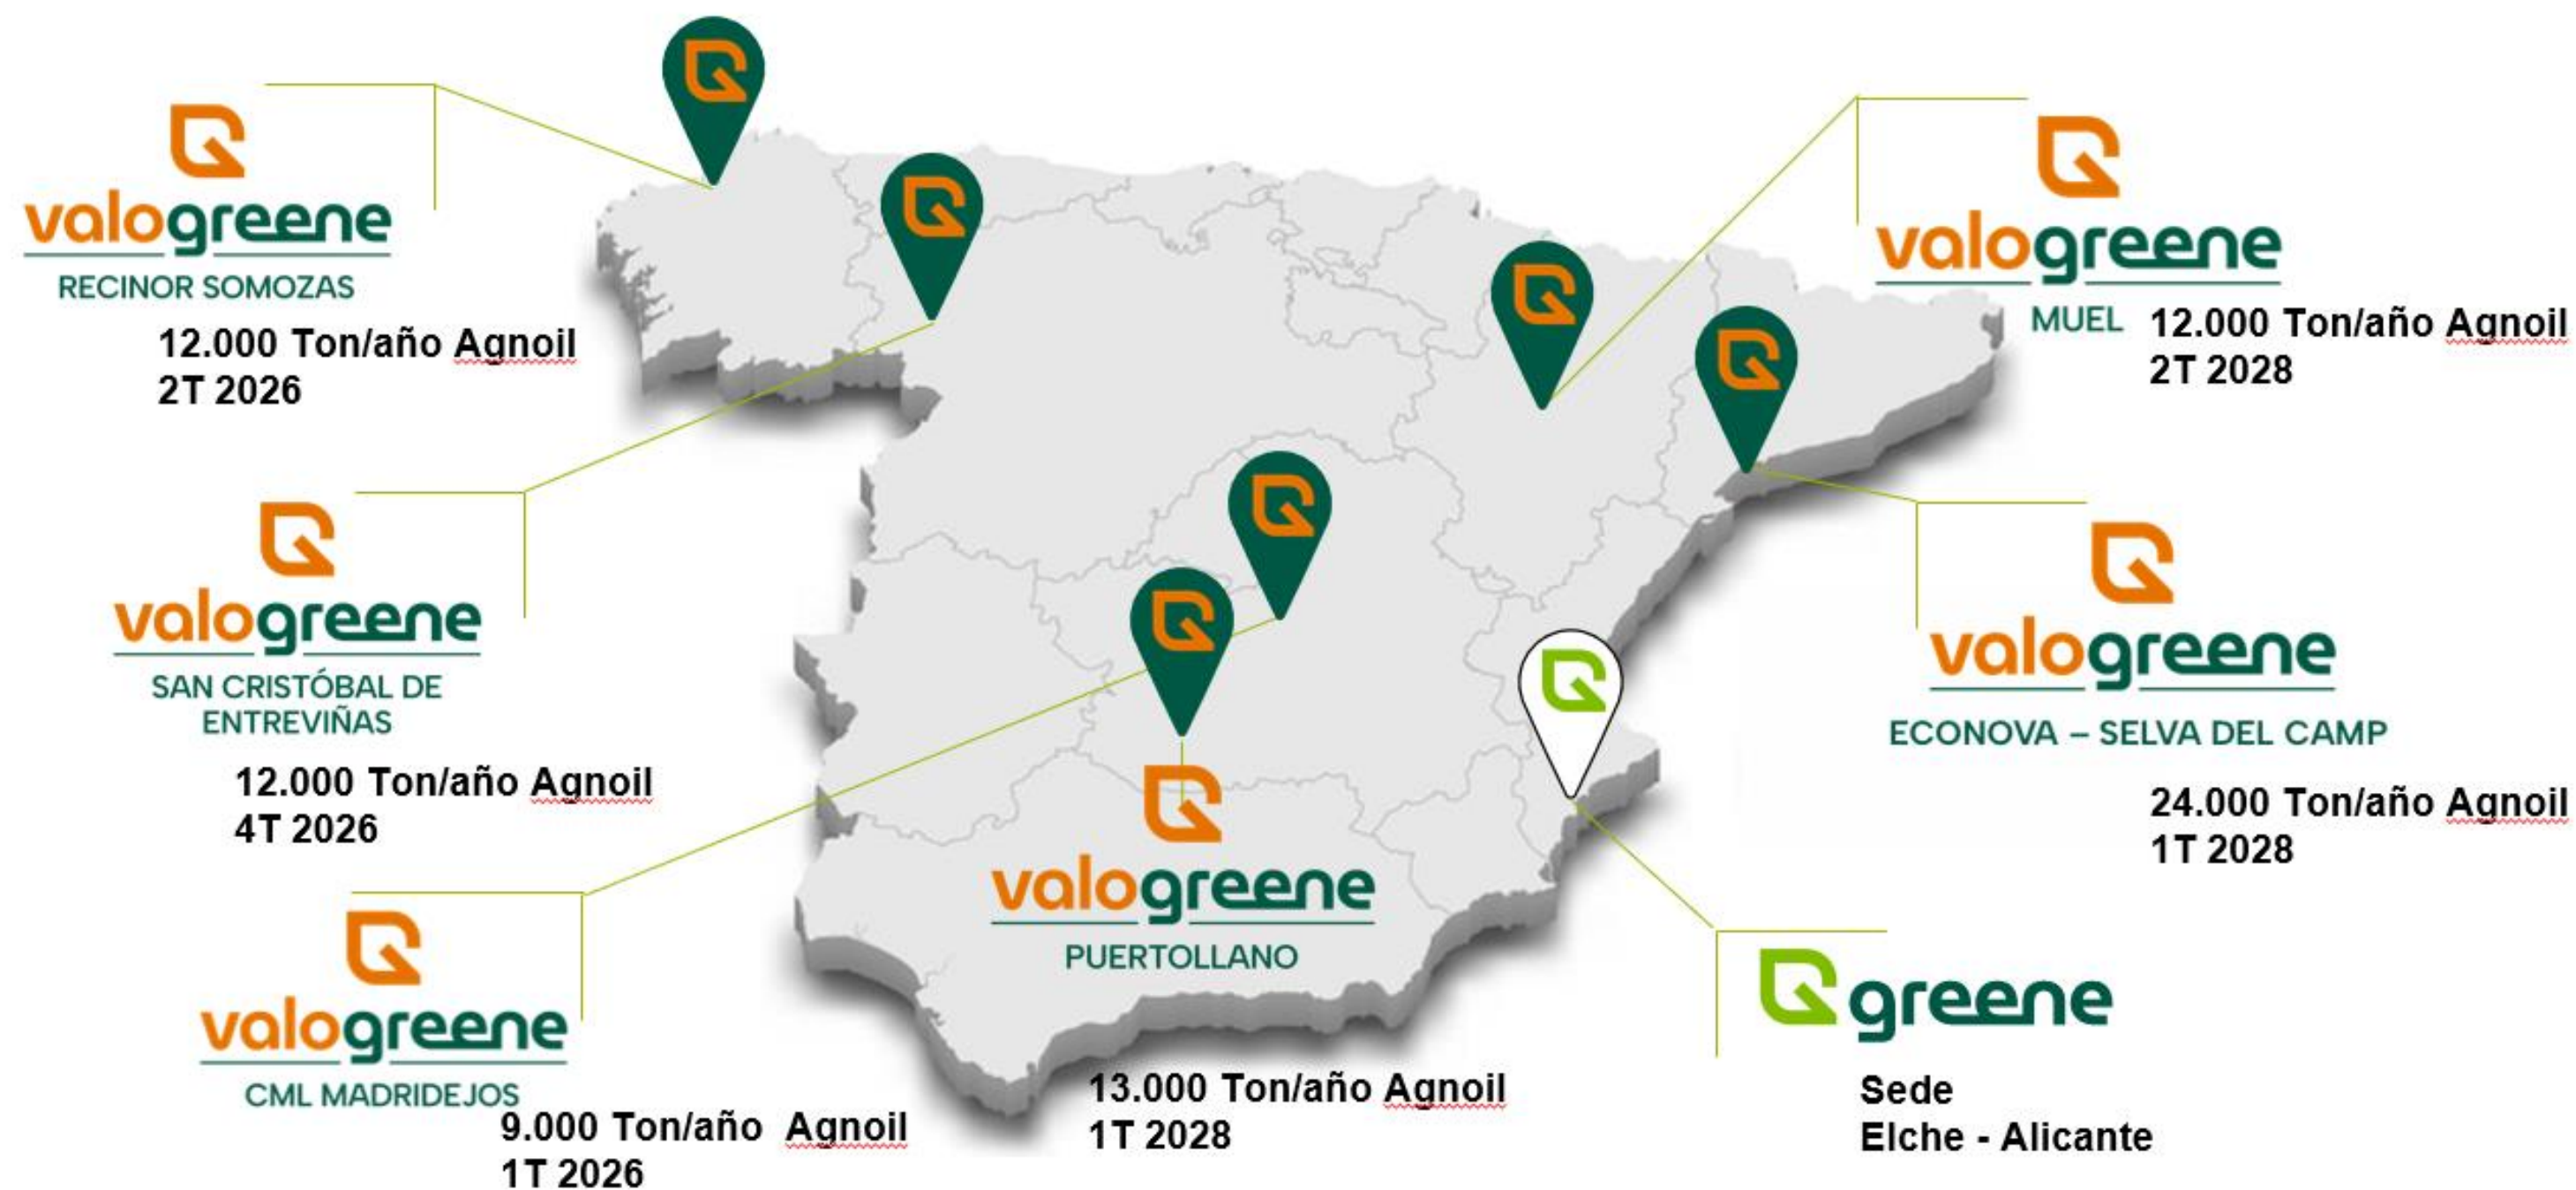 valogreene
RECINOR SOMOZAS
12.000 Ton/año Agnoil
2T 2026
valogreene
MUEL
12.000 Ton/año Agnoil
2T 2028
valogreene
SAN CRISTÓBAL DE
ENTREVIÑAS
12.000 Ton/año Agnoil
4T 2026
valogreene
ECONOVA – SELVA DEL CAMP
24.000 Ton/año Agnoil
1T 2028
valogreene
CML MADRIDEJOS
9.000 Ton/año Agnoil
1T 2026
valogreene
PUERTOLLANO
13.000 Ton/año Agnoil
1T 2028
greene
Sede
Elche - Alicante